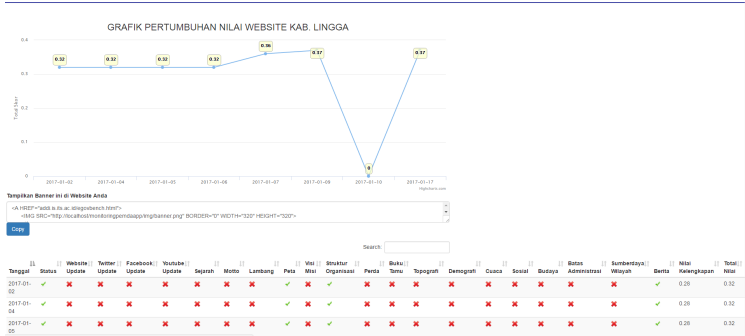 GRAFIK PERTUMBUHAN NILAI WEBSITE KAB. LINGGA
0.4
0.3
0.2
0.1
0
Total Skor
0.32 0.32 0.32 0.32 0.36 0.37 0 0.37
2017-01-02 2017-01-04 2017-01-05 2017-01-06 2017-01-07 2017-01-09 2017-01-10 2017-01-17
Highcharts.com
Tampilkan Banner ini di Website Anda
<A HREF="addi.is.its.ac.id/egovbench.html">
<IMG SRC="http://localhost/monitoringpemdaapp/img/banner.png" BORDER="0" WIDTH="320" HEIGHT="320">
Copy
Search:
Tanggal Status Website Update Twitter Update Facebook Update Youtube Update Sejarah Motto Lambang Peta Visi Misi Struktur Organisasi Perda Buku Tamu Topografi Demografi Cuaca Sosial Budaya Batas Administrasi Sumberdaya Wilayah Berita Nilai Kelengkapan Total Nilai
2017-01-02 0.28 0.32
2017-01-04 0.28 0.32
2017-01-05 0.28 0.32